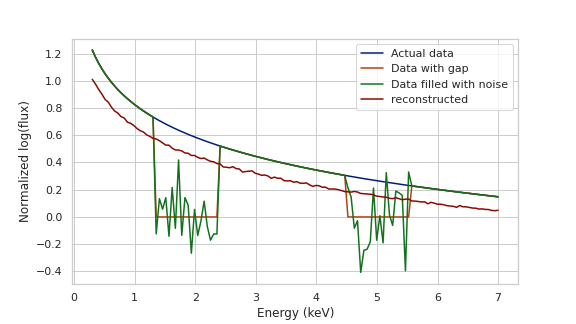 Actual data
Data with gap
Data filled with noise
reconstructed
Normalized log(flux)
1.2
1.0
0.8
0.6
0.4
0.2
0.0
−0.2
−0.4
0
1
2
3
4
5
6
7
Energy (keV)